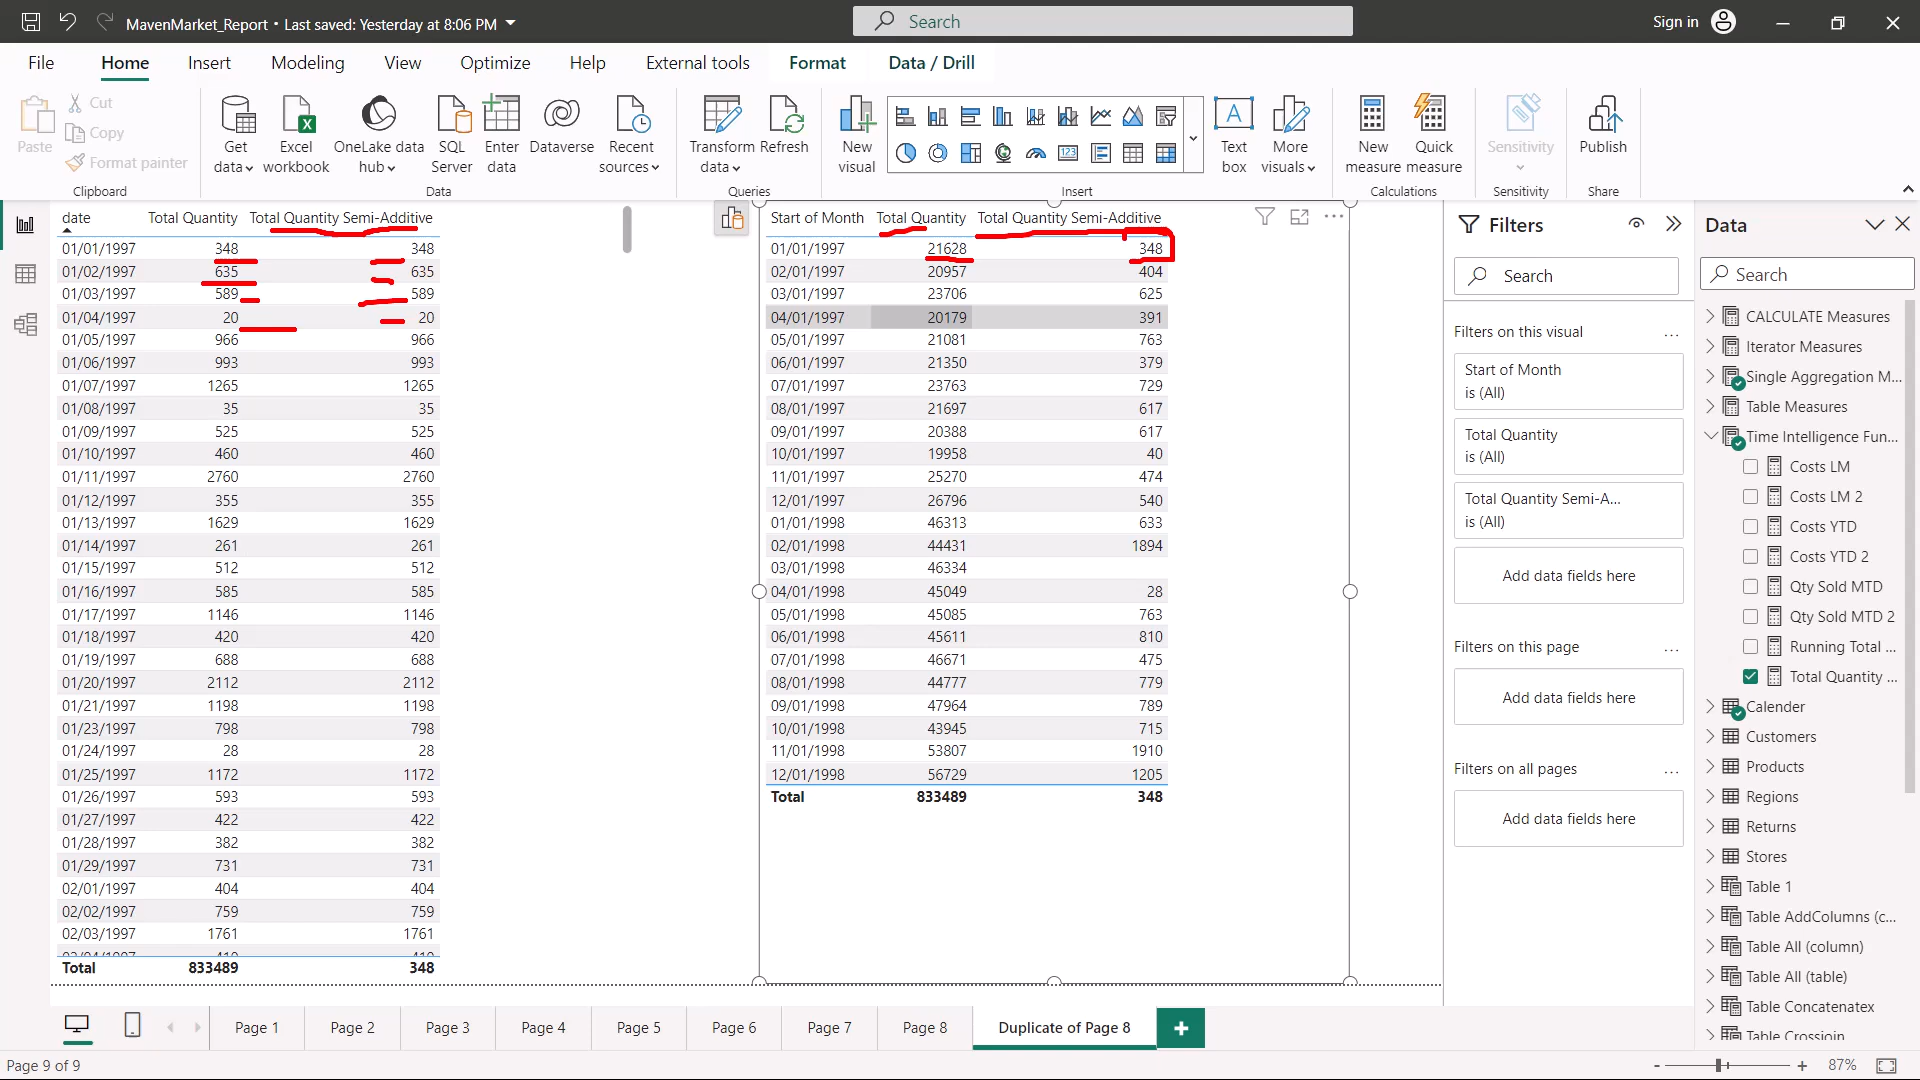 MavenMarket_Report • Last saved: Yesterday at 8:06 PM
Search
Sign in
File Home Insert Modeling View Optimize Help External tools Format Data / Drill
Paste
Cut
Copy
Format painter
Clipboard
Get data
Excel workbook
OneLake data hub
SQL Server
Enter data
Dataverse
Recent sources
Data
Transform data
Refresh
Queries
New visual
A
Text box
More visuals
Insert
New measure
Quick measure
Calculations
Sensitivity
Sensitivity
Publish
Share
date Total Quantity Total Quantity Semi-Additive
01/01/1997 348 348
01/02/1997 635 635
01/03/1997 589 589
01/04/1997 20 20
01/05/1997 966 966
01/06/1997 993 993
01/07/1997 1265 1265
01/08/1997 35 35
01/09/1997 525 525
01/10/1997 460 460
01/11/1997 2760 2760
01/12/1997 355 355
01/13/1997 1629 1629
01/14/1997 261 261
01/15/1997 512 512
01/16/1997 585 585
01/17/1997 1146 1146
01/18/1997 420 420
01/19/1997 688 688
01/20/1997 2112 2112
01/21/1997 1198 1198
01/23/1997 798 798
01/24/1997 28 28
01/25/1997 1172 1172
01/26/1997 593 593
01/27/1997 422 422
01/28/1997 382 382
01/29/1997 731 731
02/01/1997 404 404
02/02/1997 759 759
02/03/1997 1761 1761
Total 833489 348
Start of Month Total Quantity Total Quantity Semi-Additive
01/01/1997 21628 348
02/01/1997 20957 404
03/01/1997 23706 625
04/01/1997 20179 391
05/01/1997 21081 763
06/01/1997 21350 379
07/01/1997 23763 729
08/01/1997 21697 617
09/01/1997 20388 617
10/01/1997 19958 40
11/01/1997 25270 474
12/01/1997 26796 540
01/01/1998 46313 633
02/01/1998 44431 1894
03/01/1998 46334
04/01/1998 45049 28
05/01/1998 45085 763
06/01/1998 45611 810
07/01/1998 46671 475
08/01/1998 44777 779
09/01/1998 47964 789
10/01/1998 43945 715
11/01/1998 53807 1910
12/01/1998 56729 1205
Total 833489 348
Filters
Search
Filters on this visual ...
Start of Month
is (All)
Total Quantity
is (All)
Total Quantity Semi-A...
is (All)
Add data fields here
Filters on this page ...
Add data fields here
Filters on all pages ...
Add data fields here
Data
Search
CALCULATE Measures
Iterator Measures
Single Aggregation M...
Table Measures
Time Intelligence Fun...
Costs LM
Costs LM 2
Costs YTD
Costs YTD 2
Qty Sold MTD
Qty Sold MTD 2
Running Total ...
Total Quantity ...
Calender
Customers
Products
Regions
Returns
Stores
Table 1
Table AddColumns (c...
Table All (column)
Table All (table)
Table Concatenatex
Table Crossjoin
Page 1 Page 2 Page 3 Page 4 Page 5 Page 6 Page 7 Page 8 Duplicate of Page 8 +
Page 9 of 9
- + 87%